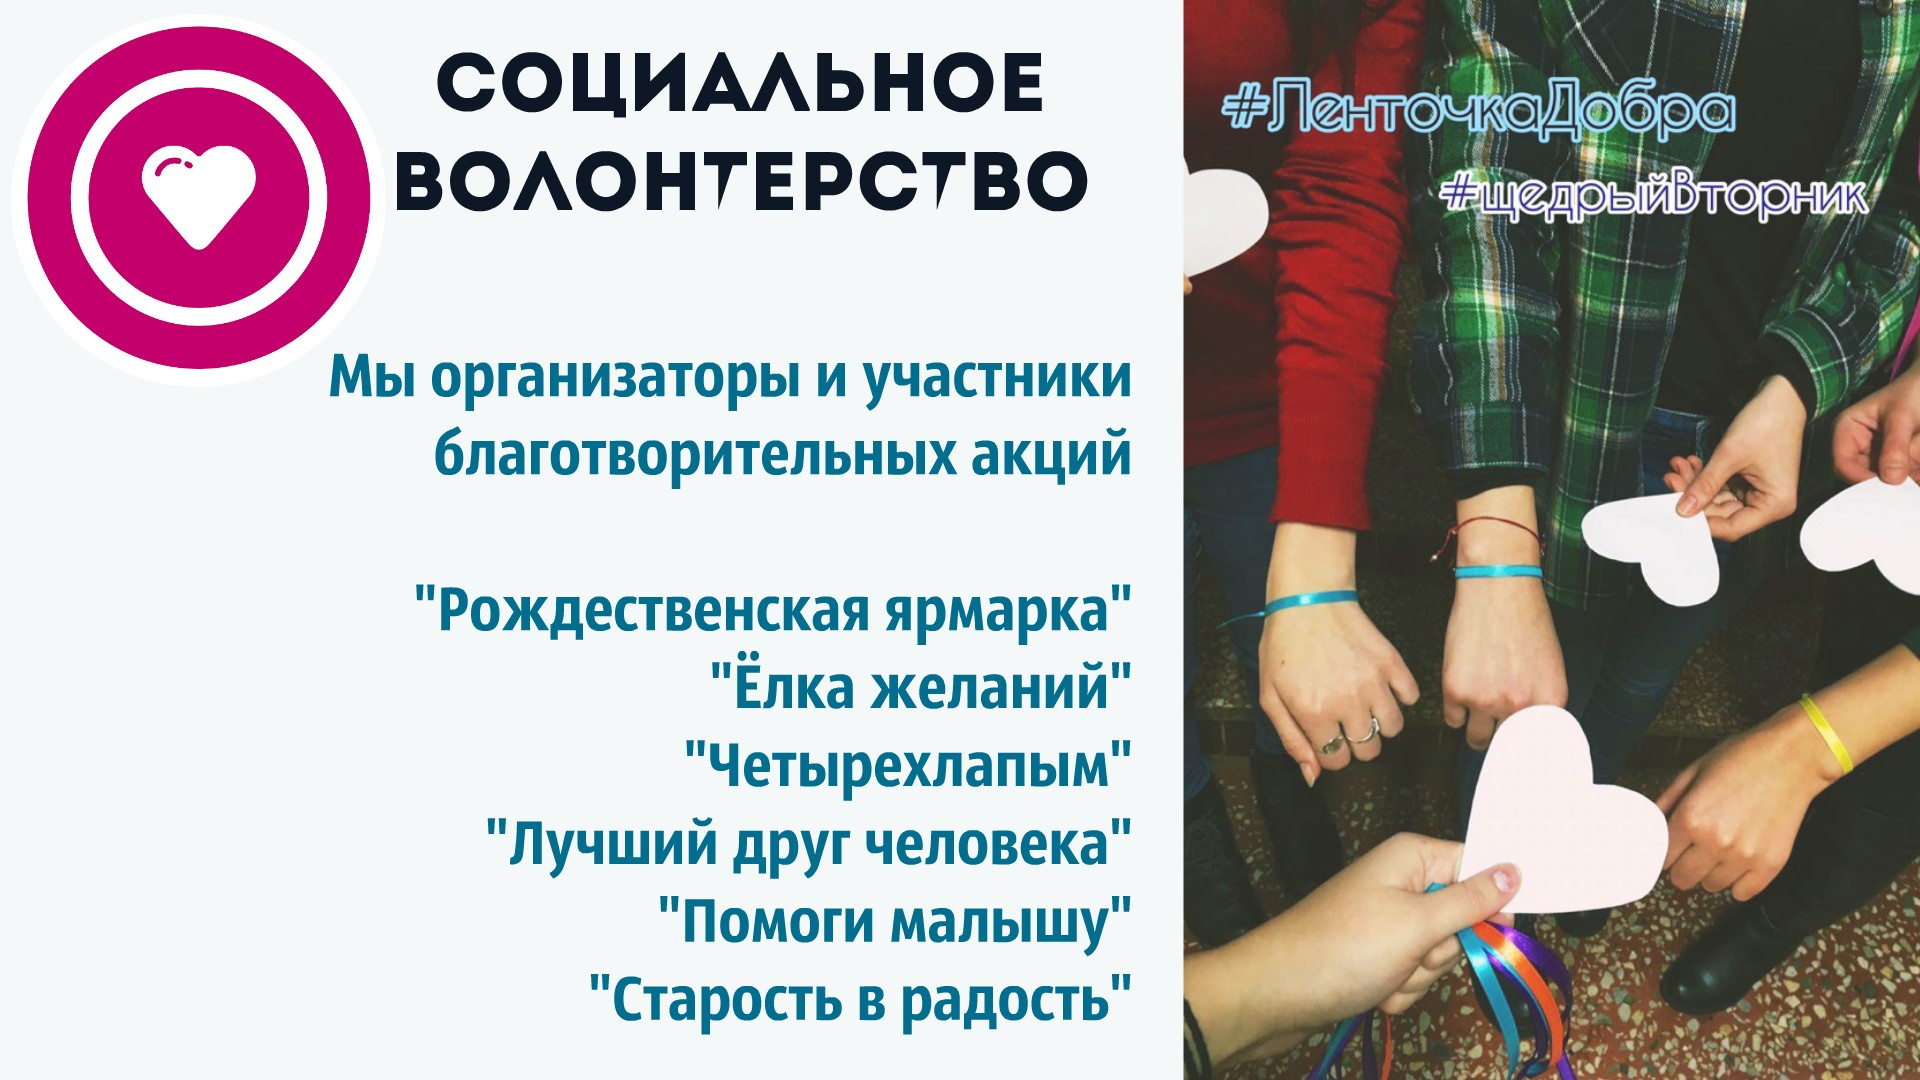 СОЦИАЛЬНОЕ
ВОЛОНТЕРСТВО
Мы организаторы и участники
благотворительных акций
"Рождественская ярмарка"
"Ёлка желаний"
"Четырехлапым"
"Лучший друг человека"
"Помоги малышу"
"Старость в радость"
#ЛенточкаДобра
#щедрыйВторник